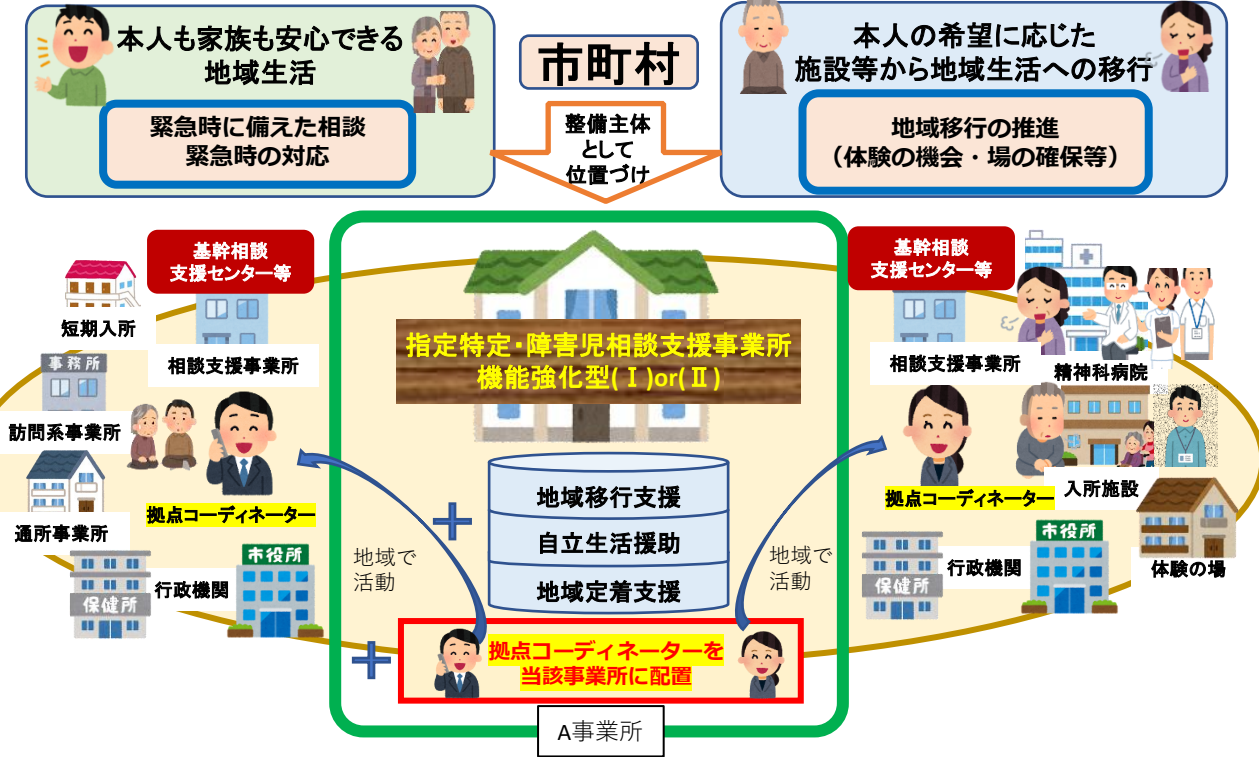 本人も家族も安心できる
地域生活
緊急時に備えた相談
緊急時の対応
市町村
整備主体
として
位置づけ
本人の希望に応じた
施設等から地域生活への移行
地域移行の推進
（体験の機会・場の確保等）
基幹相談
支援センター等
短期入所
相談支援事業所
事務所
訪問系事業所
通所事業所
拠点コーディネーター
行政機関
保健所
市役所
指定特定・障害児相談支援事業所
機能強化型(Ⅰ)or(Ⅱ)
地域移行支援
自立生活援助
地域定着支援
地域で
活動
地域で
活動
拠点コーディネーターを
当該事業所に配置
A事業所
基幹相談
支援センター等
相談支援事業所
精神科病院
拠点コーディネーター
入所施設
体験の場
行政機関
保健所
市役所